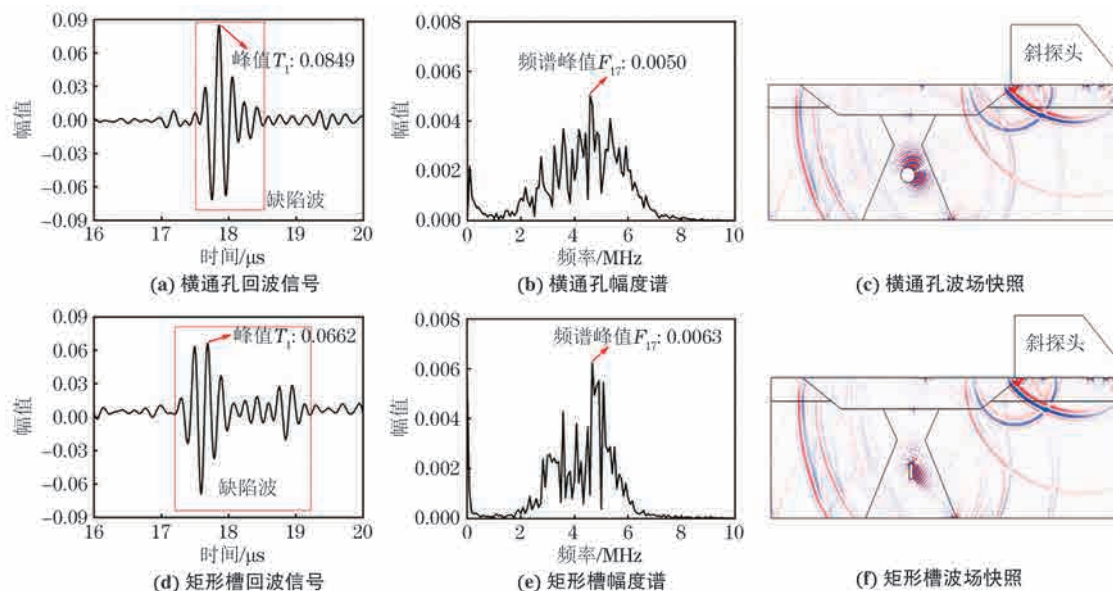 0.09
0.06
0.03
0.00
−0.03
−0.06
−0.09
幅值
峰值T₁: 0.0849
缺陷波
16 17 18 19 20
时间/μs
(a) 横通孔回波信号
0.008
0.006
0.004
0.002
0.000
幅值
频谱峰值F₁₇: 0.0050
0 2 4 6 8 10
频率/MHz
(b) 横通孔幅度谱
斜探头
(c) 横通孔波场快照
0.09
0.06
0.03
0.00
−0.03
−0.06
−0.09
幅值
峰值T₁: 0.0662
缺陷波
16 17 18 19 20
时间/μs
(d) 矩形槽回波信号
0.008
0.006
0.004
0.002
0.000
幅值
频谱峰值F₁₇: 0.0063
0 2 4 6 8 10
频率/MHz
(e) 矩形槽幅度谱
斜探头
(f) 矩形槽波场快照